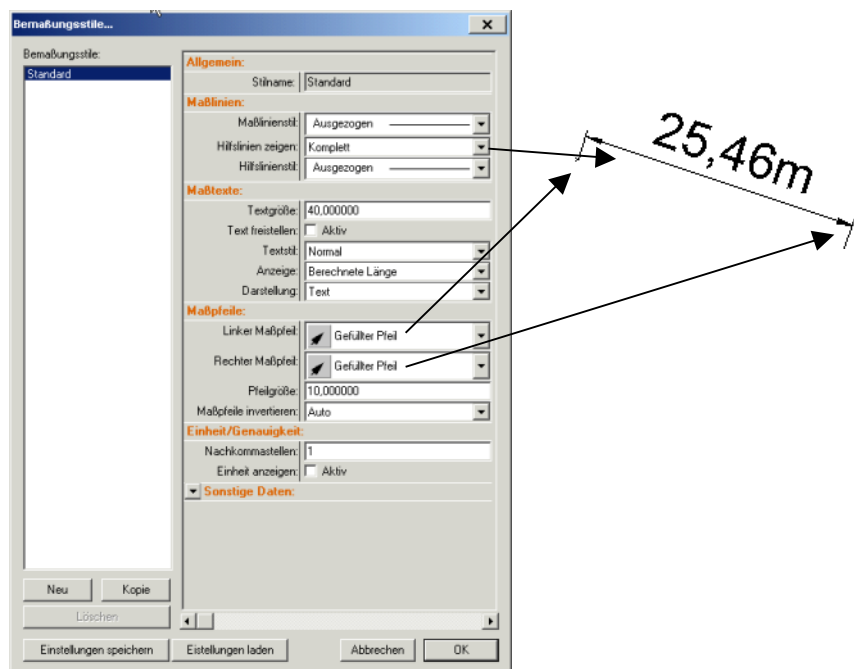 Bemaßungsstile...
Bemaßungsstile:
Standard
Allgemein:
Stilname: Standard
Maßlinien:
Maßlinienstil: Ausgezogen
Hilfslinien zeigen: Komplett
Hilfslinienstil: Ausgezogen
Maßtexte:
Textgröße: 40,000000
Text freistellen: Aktiv
Textstil: Normal
Anzeige: Berechnete Länge
Darstellung: Text
Maßpfeile:
Linker Maßpfeil: Gefüllter Pfeil
Rechter Maßpfeil: Gefüllter Pfeil
Pfeilgröße: 10,000000
Maßpfeile invertieren: Auto
Einheit/Genauigkeit:
Nachkommastellen: 1
Einheit anzeigen: Aktiv
Sonstige Daten:
Neu Kopie
Löschen
Einstellungen speichern Eistellungen laden Abbrechen OK
25,46m